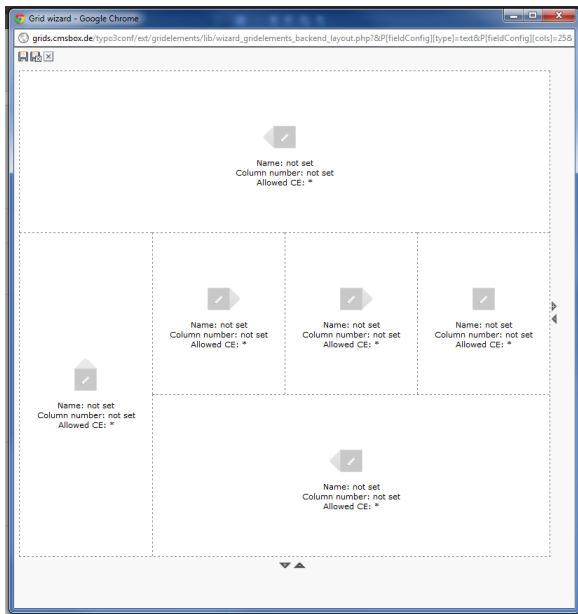 Grid wizard - Google Chrome
grids.cmsbox.de/typo3conf/ext/gridelements/lib/wizard_gridelements_backend_layout.php?&P[fieldConfig][type]=text&P[fieldConfig][cols]=25&
Name: not set
Column number: not set
Allowed CE: *
Name: not set
Column number: not set
Allowed CE: *
Name: not set
Column number: not set
Allowed CE: *
Name: not set
Column number: not set
Allowed CE: *
Name: not set
Column number: not set
Allowed CE: *
Name: not set
Column number: not set
Allowed CE: *